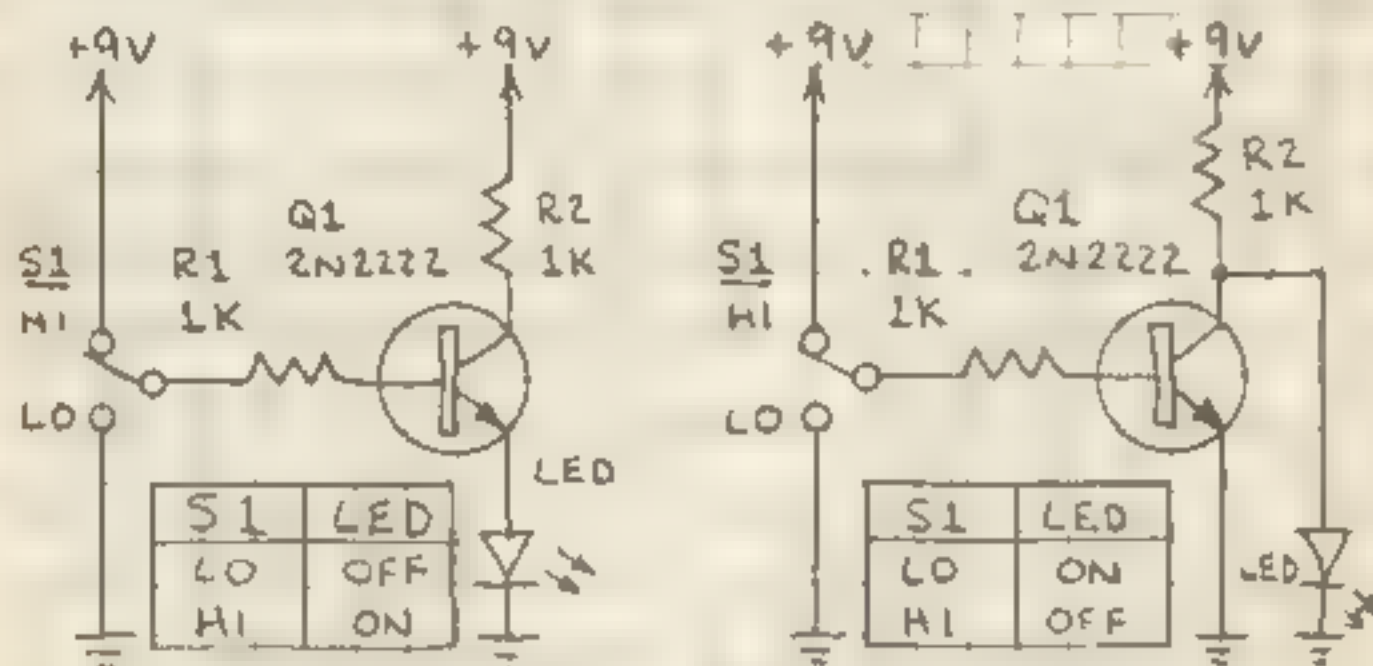 +9V
+9V
Q1
2N2222
R2
1K
S1
HI
R1
1K
LO
LED
S1 LED
LO OFF
HI ON
+9V
+9V
R2
1K
Q1
2N2222
S1
HI
R1
1K
LO
S1 LED
LO ON
HI OFF
LED